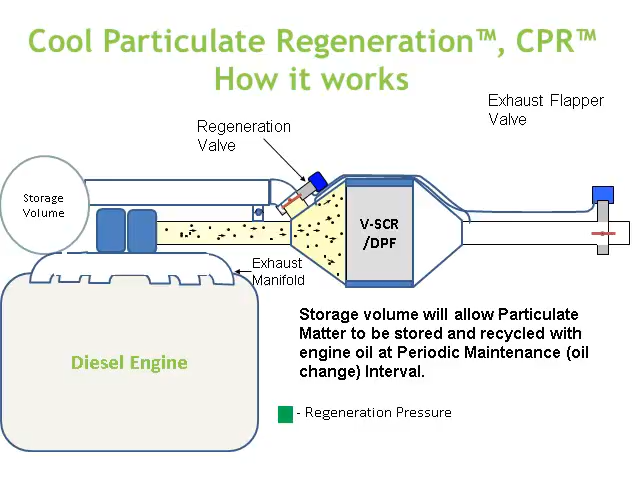 Cool Particulate Regeneration™, CPR™
How it works
Exhaust Flapper
Valve
Regeneration
Valve
Storage
Volume
V-SCR
/DPF
Exhaust
Manifold
Storage volume will allow Particulate
Matter to be stored and recycled with
engine oil at Periodic Maintenance (oil
change) Interval.
Diesel Engine
- Regeneration Pressure